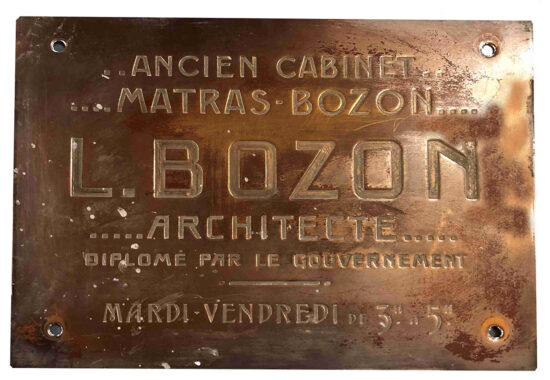 ..ANCIEN CABINET..
....MATRAS-BOZON....
L.BOZON
.....ARCHITECTE.....
DIPLOMÉ PAR LE GOUVERNEMENT
MARDI-VENDREDI DE 3H À 5H